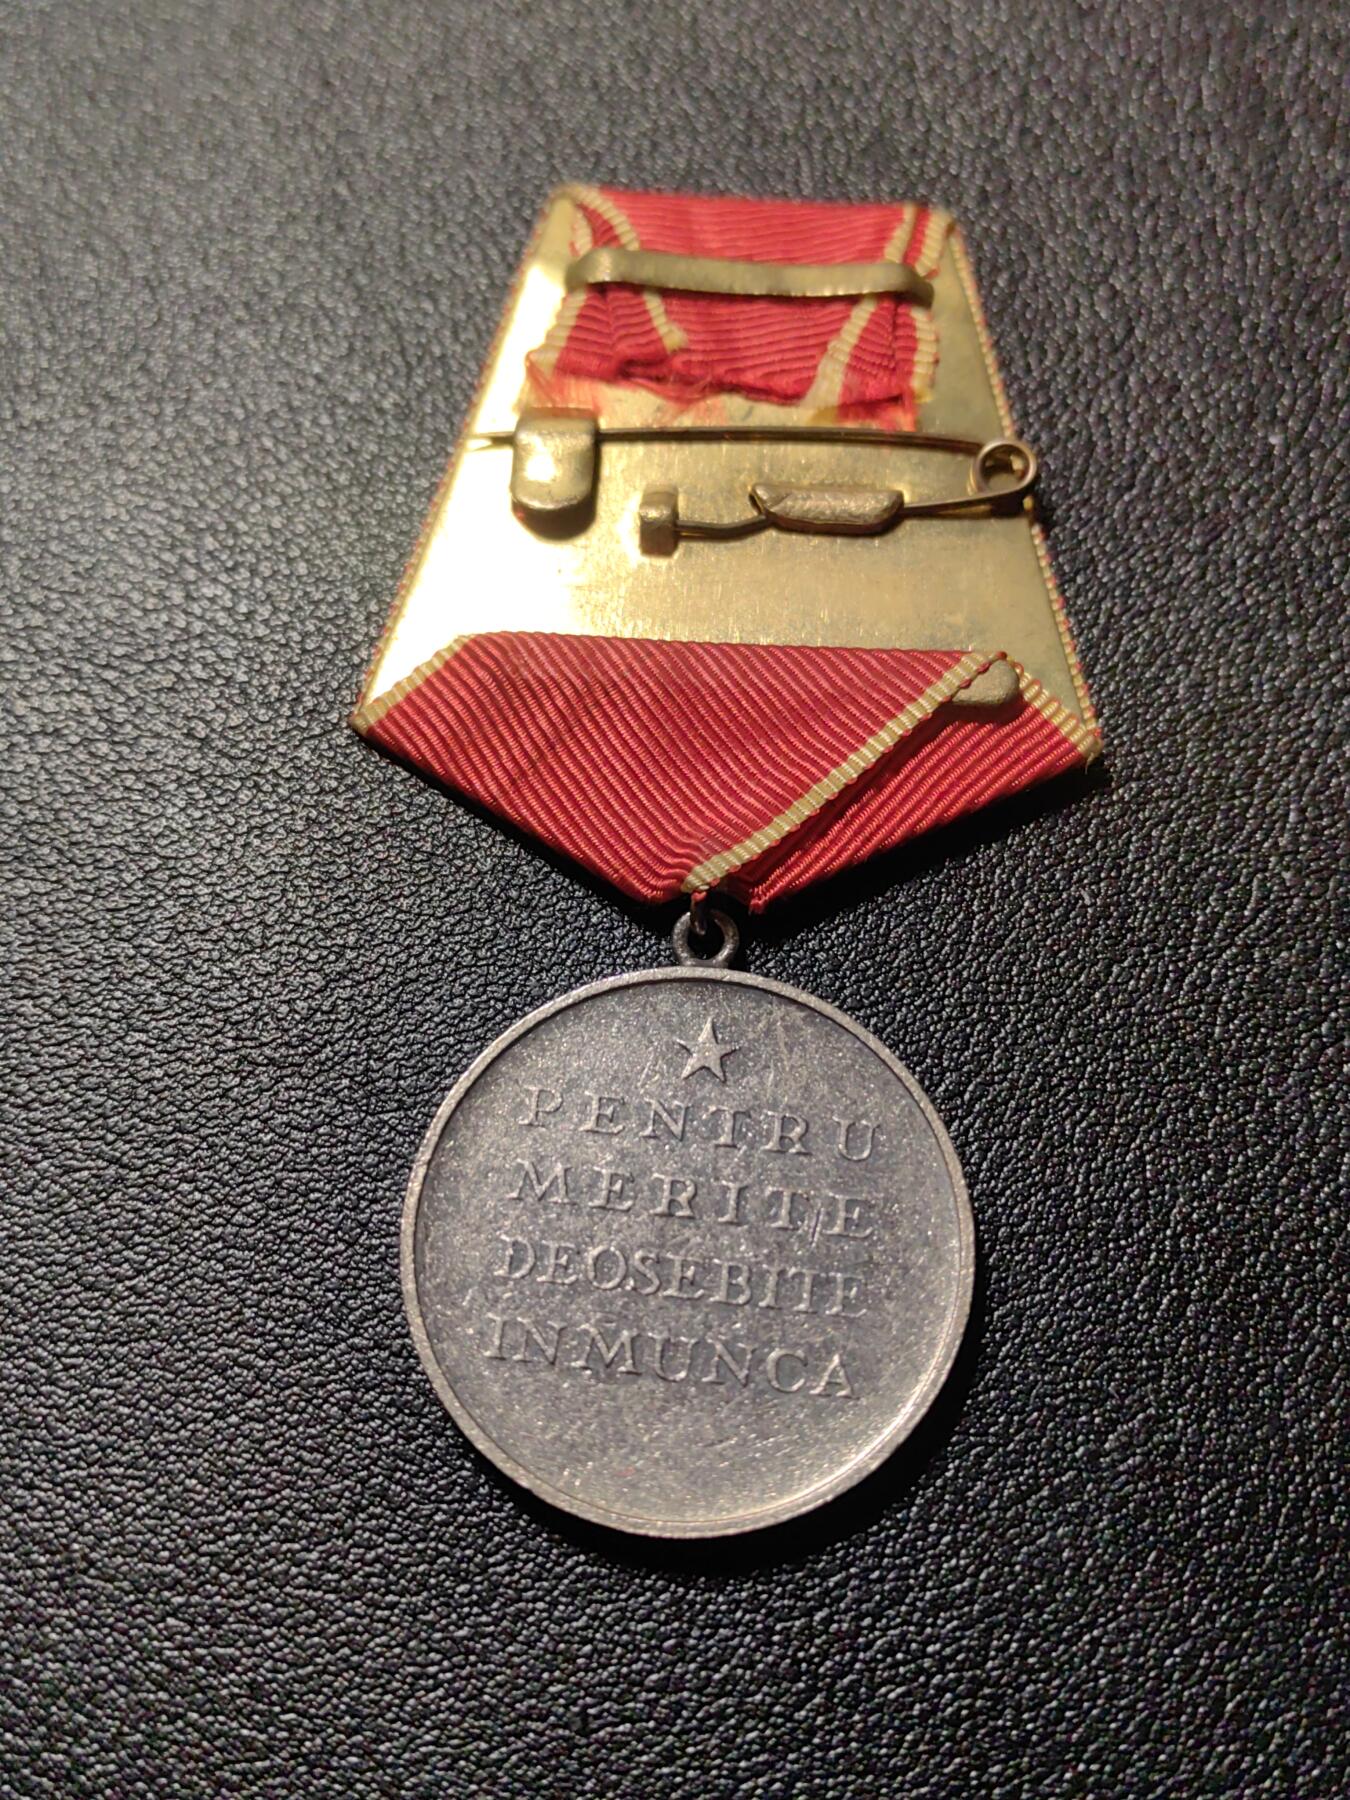 PENTRU
MERITE
DEOSEBITE
IN MUNCA